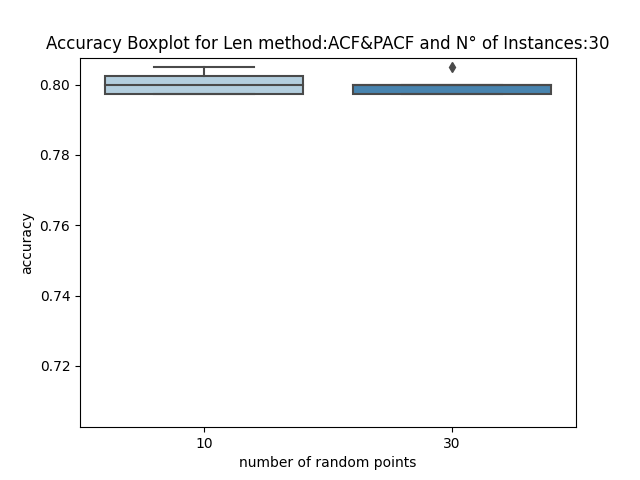 Accuracy Boxplot for Len method:ACF&PACF and N° of Instances:30
0.80
0.78
0.76
0.74
0.72
accuracy
10 30
number of random points